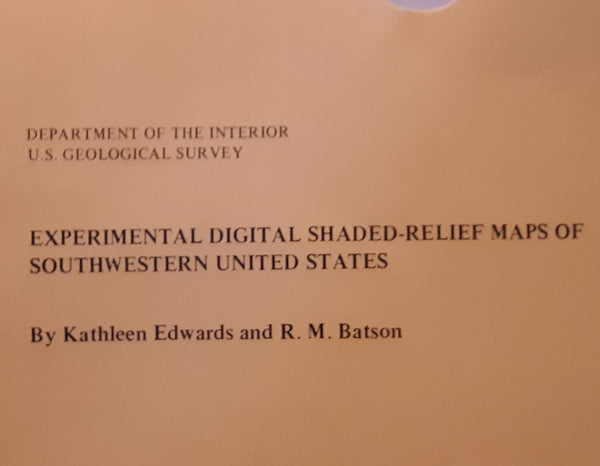 DEPARTMENT OF THE INTERIOR
U.S. GEOLOGICAL SURVEY
EXPERIMENTAL DIGITAL SHADED-RELIEF MAPS OF
SOUTHWESTERN UNITED STATES
By Kathleen Edwards and R. M. Batson